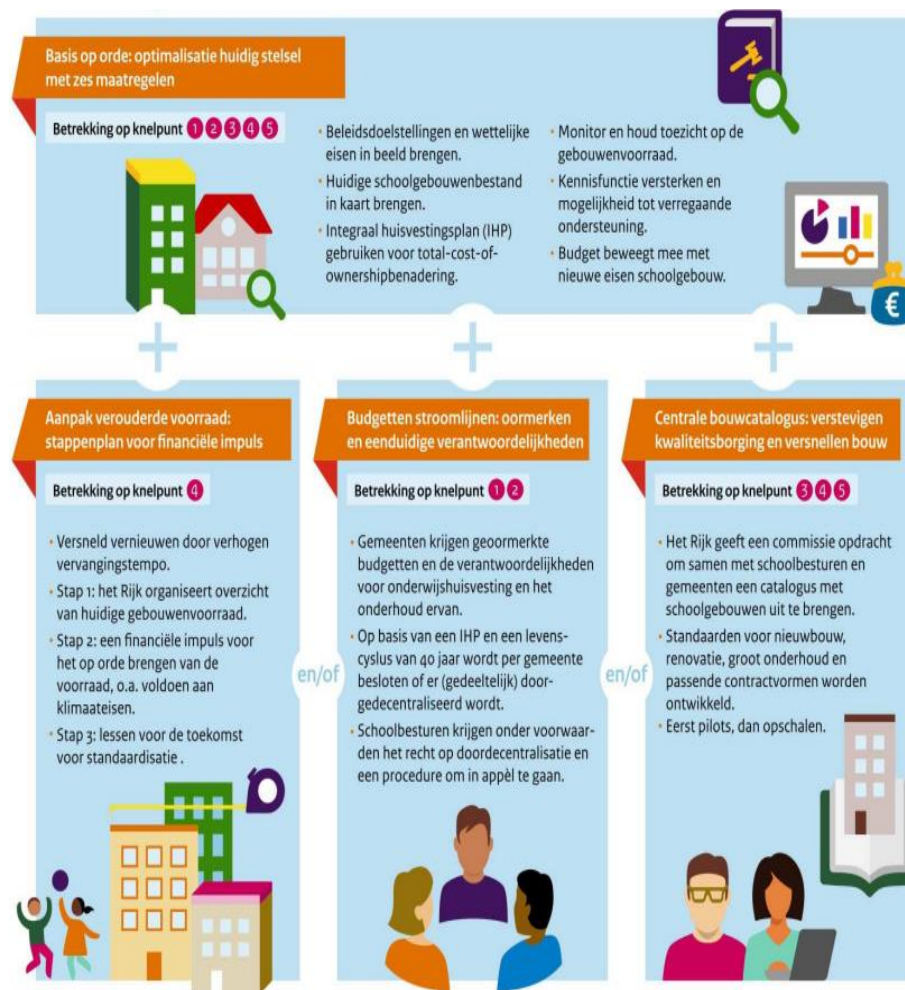 Basis op orde: optimalisatie huidig stelsel
met zes maatregelen
Betrekking op knelpunt 1 2 3 4 5
• Beleidsdoelstellingen en wettelijke
eisen in beeld brengen.
• Huidige schoolgebouwenbestand
in kaart brengen.
• Integraal huisvestingsplan (IHP)
gebruiken voor total-cost-of-
ownershipbenadering.
• Monitor en houd toezicht op de
gebouwenvoorraad.
• Kennisfunctie versterken en
mogelijkheid tot verregaande
ondersteuning.
• Budget beweegt mee met
nieuwe eisen schoolgebouw.
€
+
+
+
Aanpak verouderde voorraad:
stappenplan voor financiële impuls
Betrekking op knelpunt 4
• Versneld vernieuwen door verhogen
vervangingstempo.
• Stap 1: het Rijk organiseert overzicht
van huidige gebouwenvoorraad.
• Stap 2: een financiële impuls voor
het op orde brengen van de
voorraad, o.a. voldoen aan
klimaateisen.
• Stap 3: lessen voor de toekomst
voor standaardisatie .
en/of
Budgetten stroomlijnen: oormerken
en eenduidige verantwoordelijkheden
Betrekking op knelpunt 1 2
• Gemeenten krijgen geoormerkte
budgetten en de verantwoordelijkheden
voor onderwijshuisvesting en het
onderhoud ervan.
• Op basis van een IHP en een levens-
cyclus van 40 jaar wordt per gemeente
besloten of er (gedeeltelijk) door-
gedecentraliseerd wordt.
• Schoolbesturen krijgen onder voorwaar-
den het recht op doordecentralisatie en
een procedure om in appèl te gaan.
en/of
Centrale bouwcatalogus: verstevigen
kwaliteitsborging en versnellen bouw
Betrekking op knelpunt 3 4 5
• Het Rijk geeft een commissie opdracht
om samen met schoolbesturen en
gemeenten een catalogus met
schoolgebouwen uit te brengen.
• Standaarden voor nieuwbouw,
renovatie, groot onderhoud en
passende contractvormen worden
ontwikkeld.
• Eerst pilots, dan opschalen.